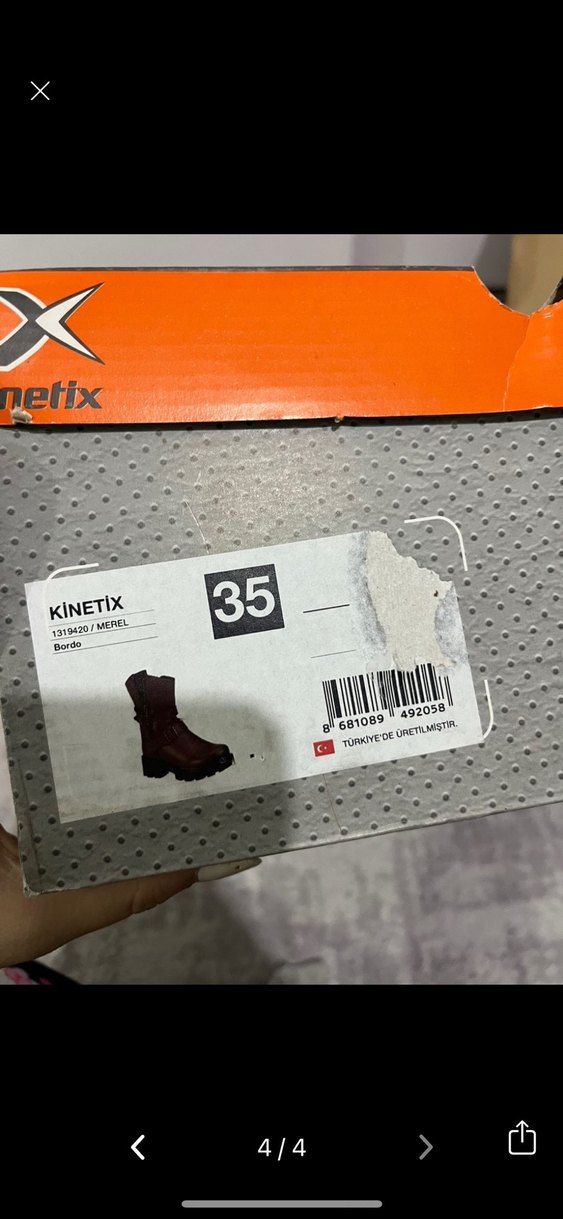 netix
KİNETİX
1319420 / MEREL
Bordo
35
8 681089 492058
TÜRKİYE'DE ÜRETİLMİŞTİR.
4 / 4